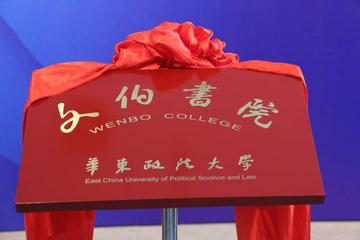 文伯書院
WENBO COLLEGE
華東政法大學
East China University of Political Science and Law